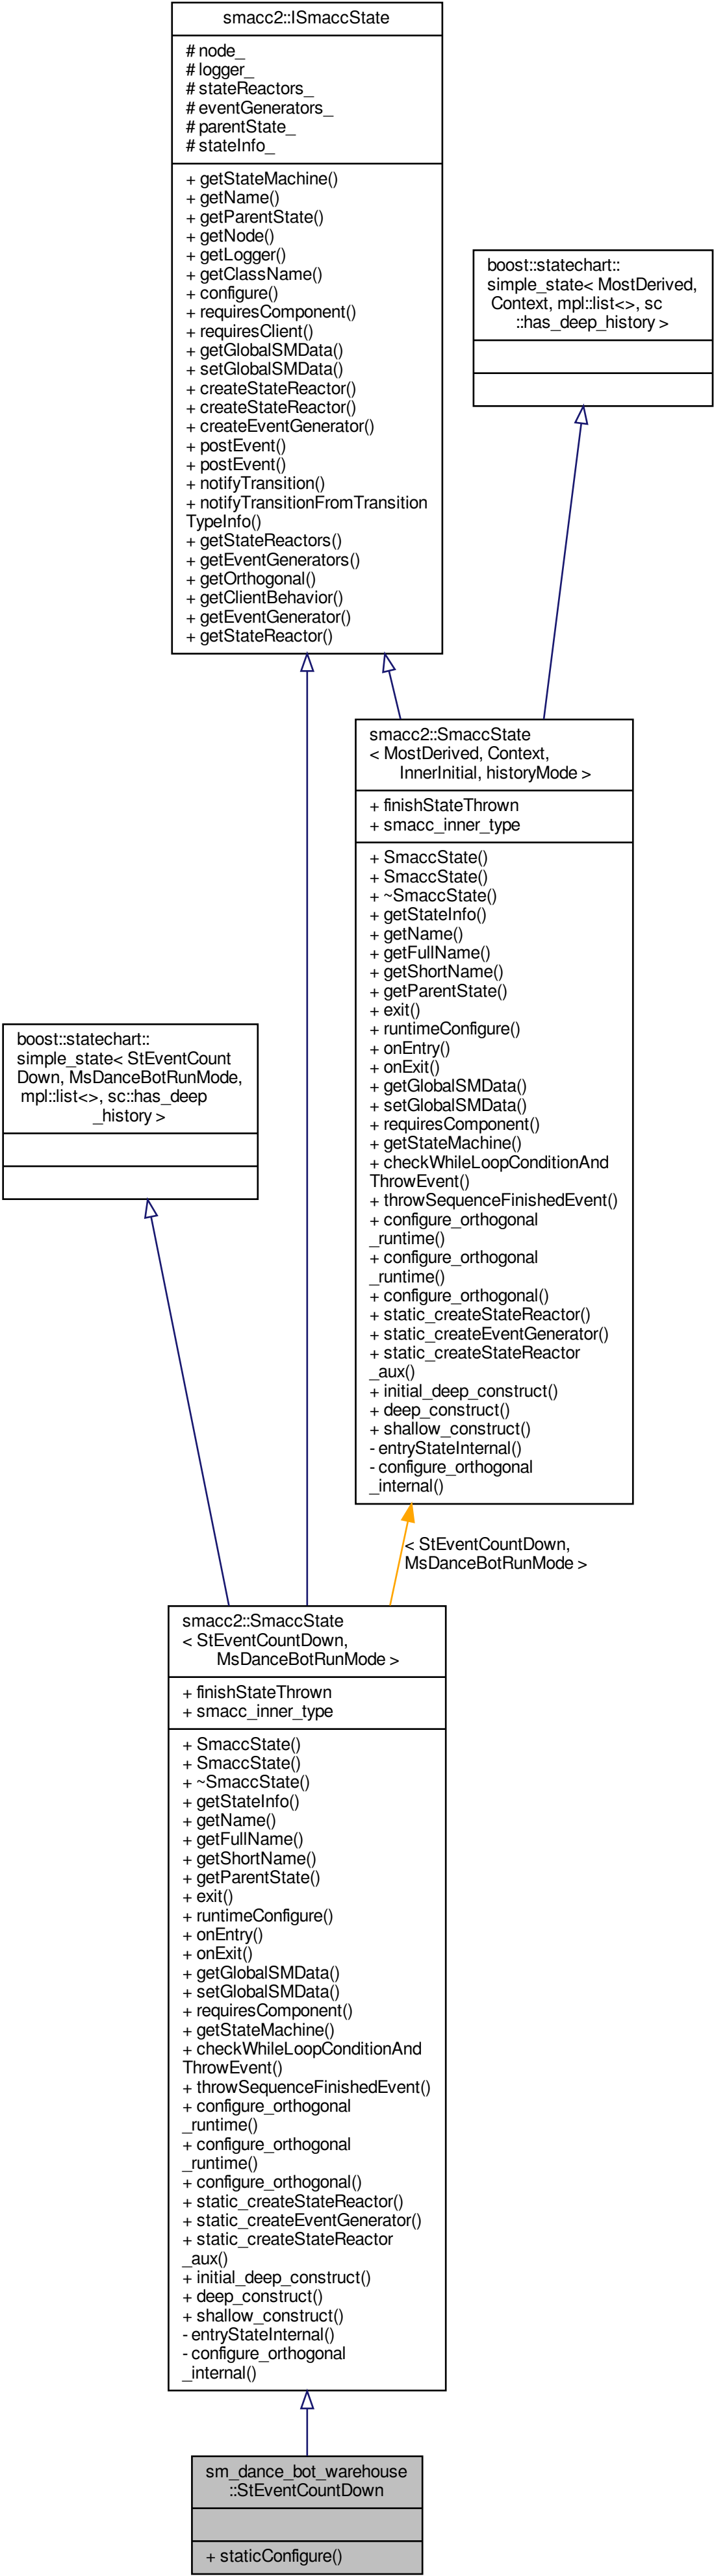 smacc2::ISmaccState
# node_
# logger_
# stateReactors_
# eventGenerators_
# parentState_
# stateInfo_
+ getStateMachine()
+ getName()
+ getParentState()
+ getNode()
+ getLogger()
+ getClassName()
+ configure()
+ requiresComponent()
+ requiresClient()
+ getGlobalSMData()
+ setGlobalSMData()
+ createStateReactor()
+ createStateReactor()
+ createEventGenerator()
+ postEvent()
+ postEvent()
+ notifyTransition()
+ notifyTransitionFromTransition
TypeInfo()
+ getStateReactors()
+ getEventGenerators()
+ getOrthogonal()
+ getClientBehavior()
+ getEventGenerator()
+ getStateReactor()
boost::statechart::
simple_state< MostDerived,
Context, mpl::list<>, sc
::has_deep_history >
smacc2::SmaccState
< MostDerived, Context,
InnerInitial, historyMode >
+ finishStateThrown
+ smacc_inner_type
+ SmaccState()
+ SmaccState()
+ ~SmaccState()
+ getStateInfo()
+ getName()
+ getFullName()
+ getShortName()
+ getParentState()
+ exit()
+ runtimeConfigure()
+ onEntry()
+ onExit()
+ getGlobalSMData()
+ setGlobalSMData()
+ requiresComponent()
+ getStateMachine()
+ checkWhileLoopConditionAnd
ThrowEvent()
+ throwSequenceFinishedEvent()
+ configure_orthogonal
_runtime()
+ configure_orthogonal
_runtime()
+ configure_orthogonal()
+ static_createStateReactor()
+ static_createEventGenerator()
+ static_createStateReactor
_aux()
+ initial_deep_construct()
+ deep_construct()
+ shallow_construct()
- entryStateInternal()
- configure_orthogonal
_internal()
boost::statechart::
simple_state< StEventCount
Down, MsDanceBotRunMode,
mpl::list<>, sc::has_deep
_history >
< StEventCountDown,
MsDanceBotRunMode >
smacc2::SmaccState
< StEventCountDown,
MsDanceBotRunMode >
+ finishStateThrown
+ smacc_inner_type
+ SmaccState()
+ SmaccState()
+ ~SmaccState()
+ getStateInfo()
+ getName()
+ getFullName()
+ getShortName()
+ getParentState()
+ exit()
+ runtimeConfigure()
+ onEntry()
+ onExit()
+ getGlobalSMData()
+ setGlobalSMData()
+ requiresComponent()
+ getStateMachine()
+ checkWhileLoopConditionAnd
ThrowEvent()
+ throwSequenceFinishedEvent()
+ configure_orthogonal
_runtime()
+ configure_orthogonal
_runtime()
+ configure_orthogonal()
+ static_createStateReactor()
+ static_createEventGenerator()
+ static_createStateReactor
_aux()
+ initial_deep_construct()
+ deep_construct()
+ shallow_construct()
- entryStateInternal()
- configure_orthogonal
_internal()
sm_dance_bot_warehouse
::StEventCountDown
+ staticConfigure()